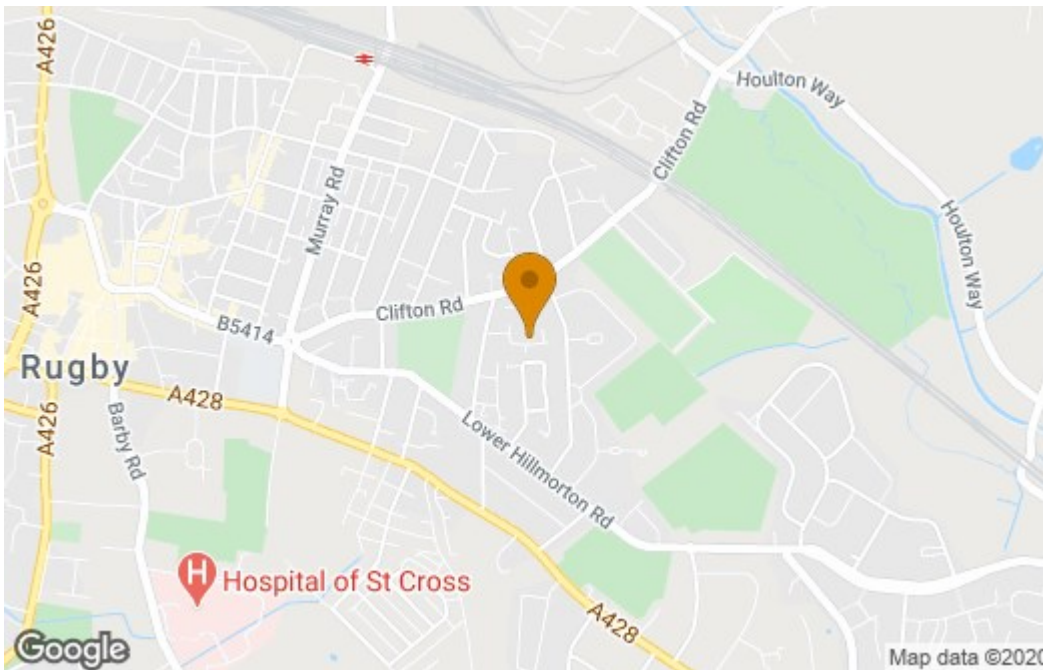 A426
Houlton Way
Clifton Rd
Murray Rd
Houlton Way
A426
Clifton Rd
B5414
Rugby
A428
A426
Barby Rd
Lower Hillmorton Rd
H
Hospital of St Cross
A428
Google
Map data ©2020